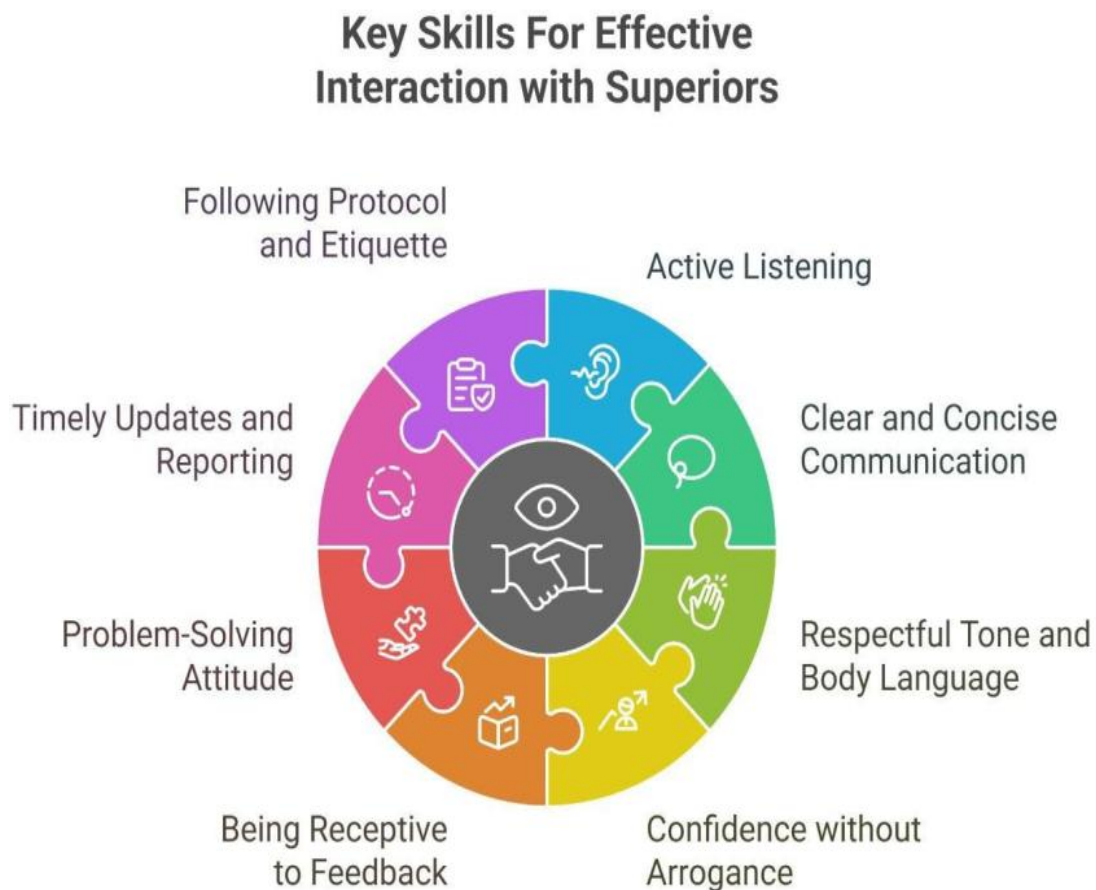 Key Skills For Effective
Interaction with Superiors
Following Protocol
and Etiquette
Active Listening
Timely Updates and
Reporting
Clear and Concise
Communication
Problem-Solving
Attitude
Respectful Tone and
Body Language
Being Receptive
to Feedback
Confidence without
Arrogance